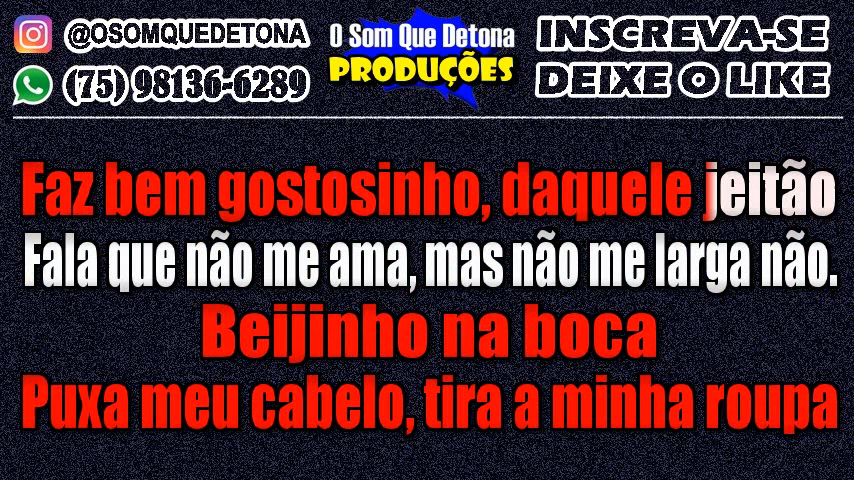 @OSOMQUEDETONA
(75) 98136-6289
O Som Que Detona
PRODUÇÕES
INSCREVA-SE
DEIXE O LIKE
Faz bem gostosinho, daquele jeitão
Fala que não me ama, mas não me larga não.
Beijinho na boca
Puxa meu cabelo, tira a minha roupa